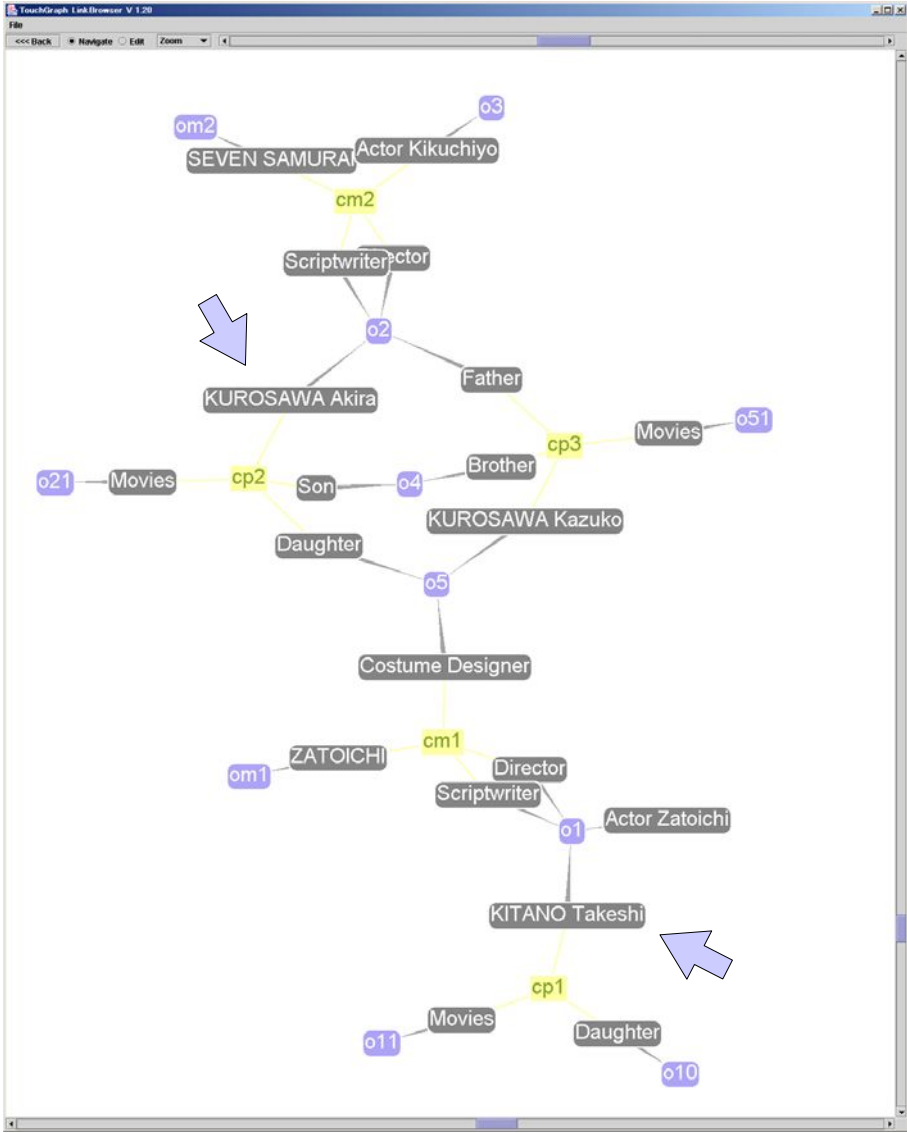 TouchGraph LinkBrowser V 1.20
File
<<< Back Navigate Edit Zoom
o3
om2
Actor Kikuchiyo
SEVEN SAMURAI
cm2
Scriptwriter Director
o2
Father
KUROSAWA Akira
o51
Movies
cp3
Brother
o21 Movies cp2 Son o4
KUROSAWA Kazuko
Daughter
o5
Costume Designer
cm1
ZATOICHI
Director
om1
Scriptwriter
Actor Zatoichi
o1
KITANO Takeshi
cp1
Movies
Daughter
o11
o10